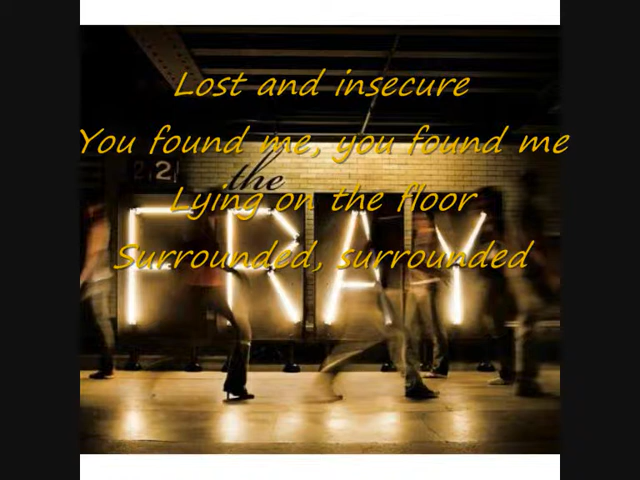 Lost and insecure
You found me, you found me
the
Lying on the floor
FRAY
Surrounded, surrounded